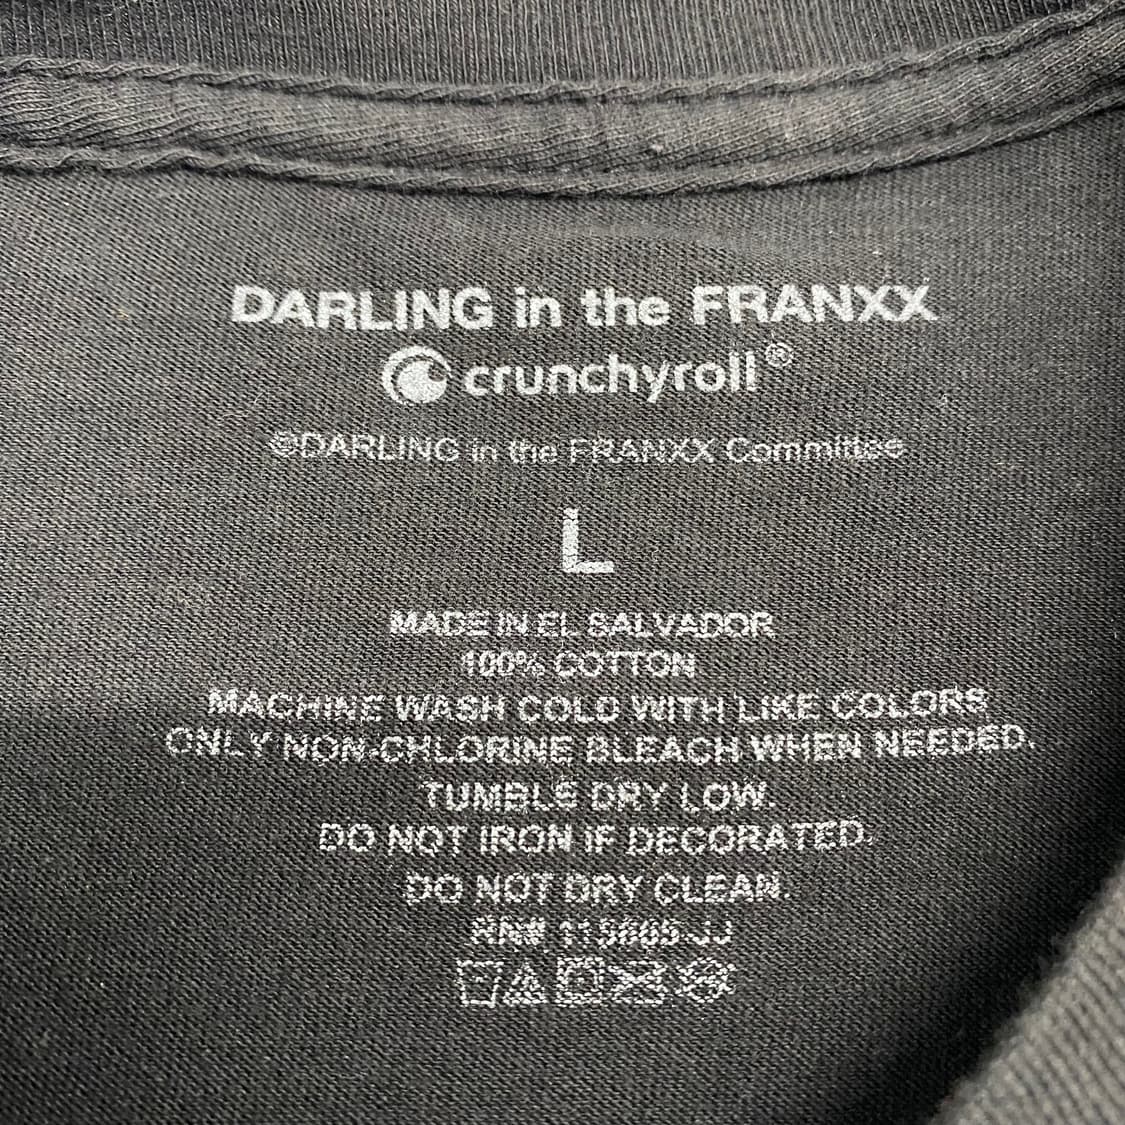 DARLING in the FRANXX
crunchyroll®
©DARLING in the FRANXX Committee
L
MADE IN EL SALVADOR
100% COTTON
MACHINE WASH COLD WITH LIKE COLORS
ONLY NON-CHLORINE BLEACH WHEN NEEDED.
TUMBLE DRY LOW.
DO NOT IRON IF DECORATED.
DO NOT DRY CLEAN.
RN#